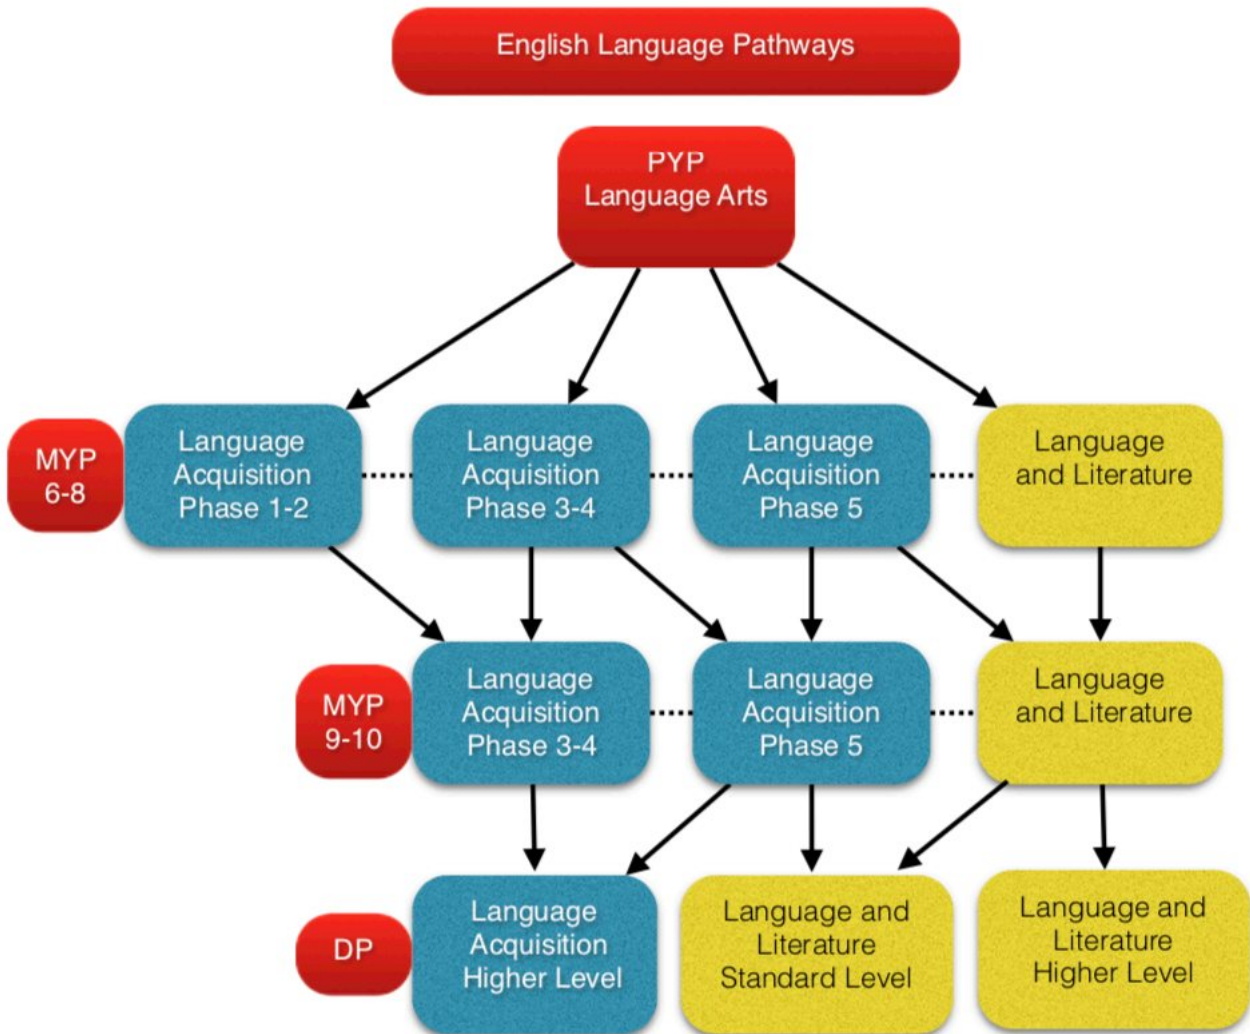 English Language Pathways
PYP
Language Arts
MYP
6-8
Language
Acquisition
Phase 1-2
Language
Acquisition
Phase 3-4
Language
Acquisition
Phase 5
Language
and Literature
MYP
9-10
Language
Acquisition
Phase 3-4
Language
Acquisition
Phase 5
Language
and Literature
DP
Language
Acquisition
Higher Level
Language and
Literature
Standard Level
Language and
Literature
Higher Level